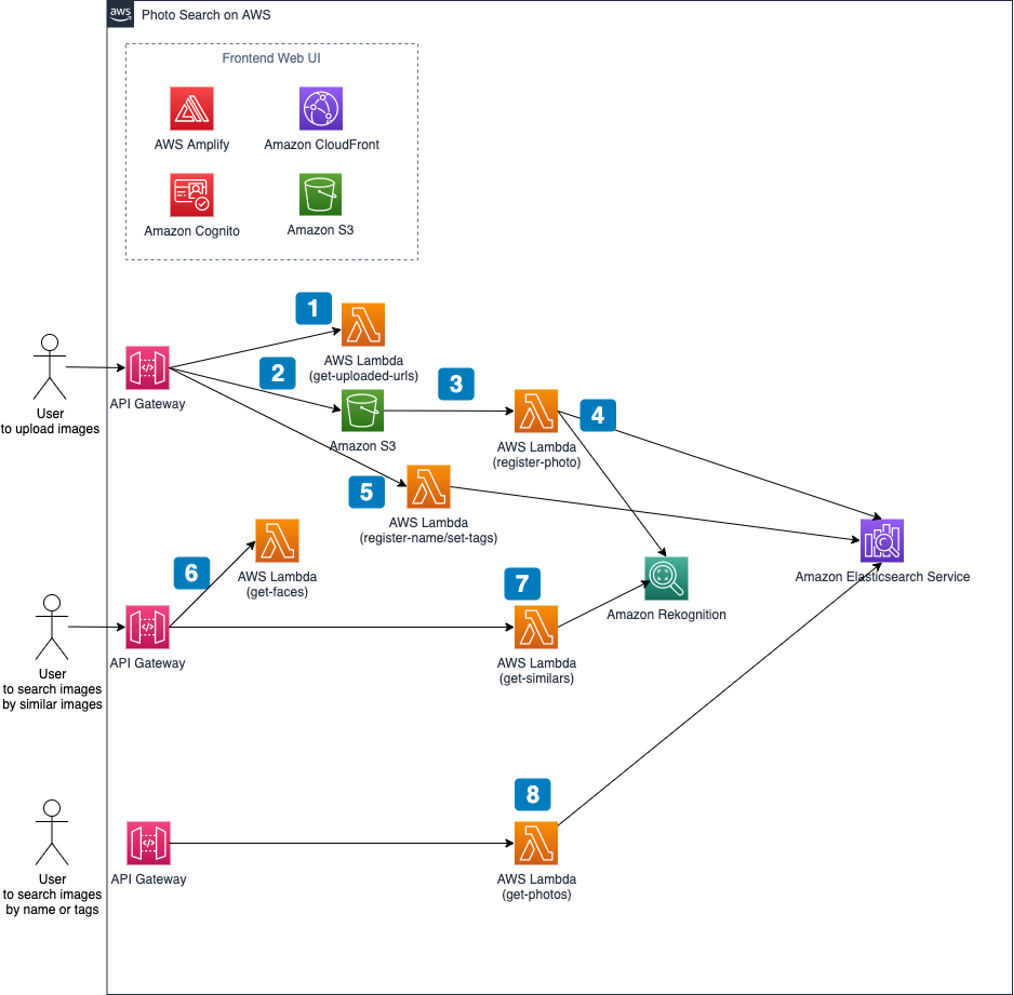 aws
Photo Search on AWS
Frontend Web UI
AWS Amplify
Amazon CloudFront
Amazon Cognito
Amazon S3
1
AWS Lambda
(get-uploaded-urls)
2
3
4
User
to upload images
API Gateway
Amazon S3
AWS Lambda
(register-photo)
5
AWS Lambda
(register-name/set-tags)
6
AWS Lambda
(get-faces)
7
Amazon Elasticsearch Service
Amazon Rekognition
User
to search images
by similar images
API Gateway
AWS Lambda
(get-similars)
8
User
to search images
by name or tags
API Gateway
AWS Lambda
(get-photos)